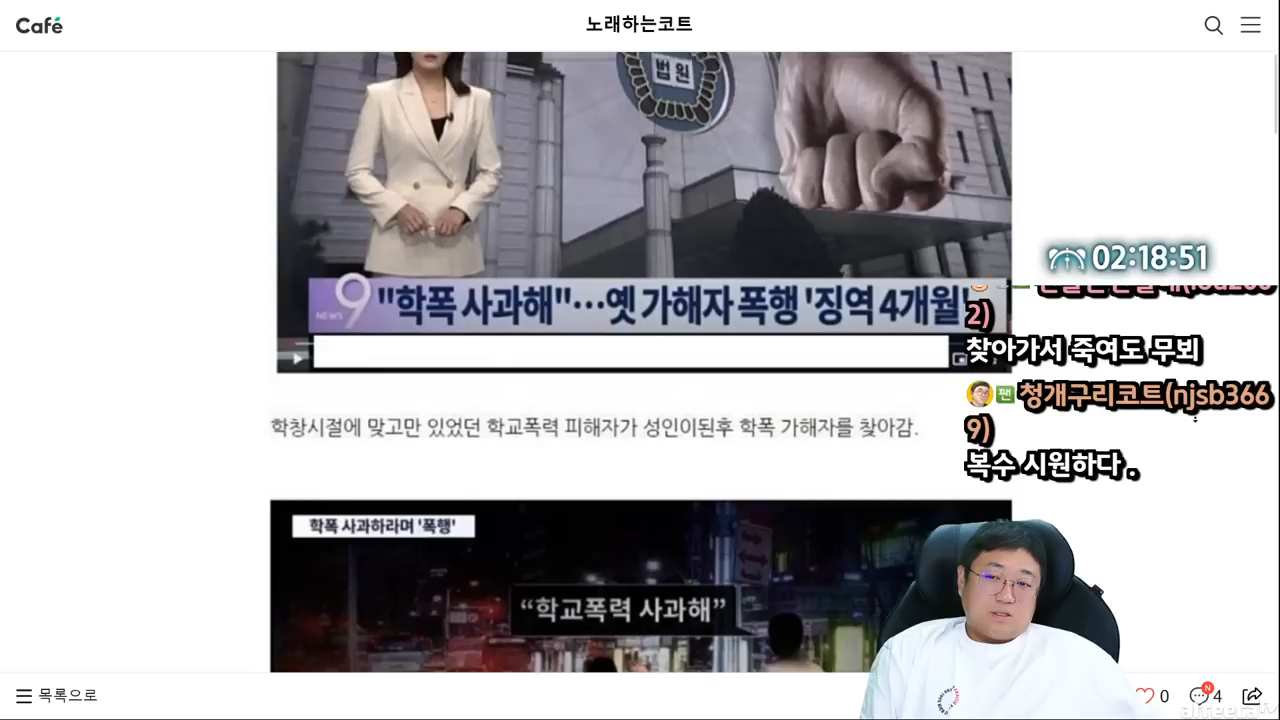 Café
노래하는코트
법원
NEWS 9
"학폭 사과해"…옛 가해자 폭행 '징역 4개월'
02:18:51
2)
찾아가서 죽여도 무뵈
팬 청개구리코트(njsb366
9)
복수 시원하다 .
학창시절에 맞고만 있었던 학교폭력 피해자가 성인이된후 학폭 가해자를 찾아감.
학폭 사과하라며 '폭행'
“학교폭력 사과해”
목록으로
0
N
4
afreecaTV